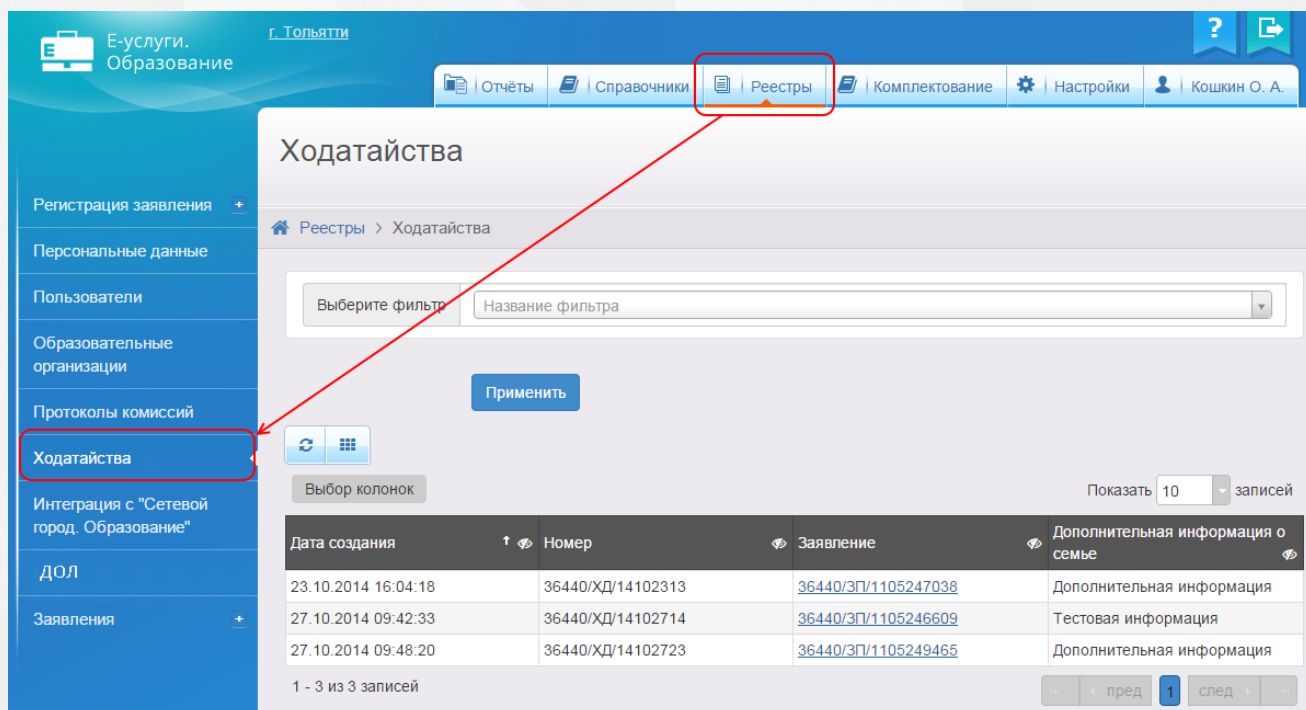 Е-услуги.
Образование
г. Тольятти
?
Отчёты
Справочники
Реестры
Комплектование
Настройки
Кошкин О. А.
Ходатайства
Реестры > Ходатайства
Регистрация заявления +
Персональные данные
Пользователи
Образовательные
организации
Протоколы комиссий
Ходатайства
Интеграция с "Сетевой
город. Образование"
ДОЛ
Заявления +
Выберите фильтр Название фильтра
Применить
Выбор колонок
Показать 10 записей
Дата создания Номер Заявление Дополнительная информация о
семье
23.10.2014 16:04:18 36440/ХД/14102313 36440/ЗП/1105247038 Дополнительная информация
27.10.2014 09:42:33 36440/ХД/14102714 36440/ЗП/1105246609 Тестовая информация
27.10.2014 09:48:20 36440/ХД/14102723 36440/ЗП/1105249465 Дополнительная информация
1 - 3 из 3 записей
пред 1 след